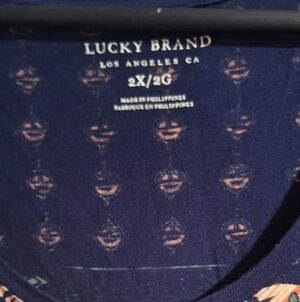 LUCKY BRAND
LOS ANGELES CA
2X/2G
MADE IN PHILIPPINES
FABRIQUE EN PHILIPPINES